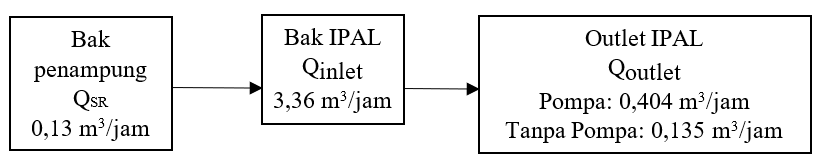 Bak
penampung
QSR
0,13 m³/jam
Bak IPAL
Qinlet
3,36 m³/jam
Outlet IPAL
Qoutlet
Pompa: 0,404 m³/jam
Tanpa Pompa: 0,135 m³/jam